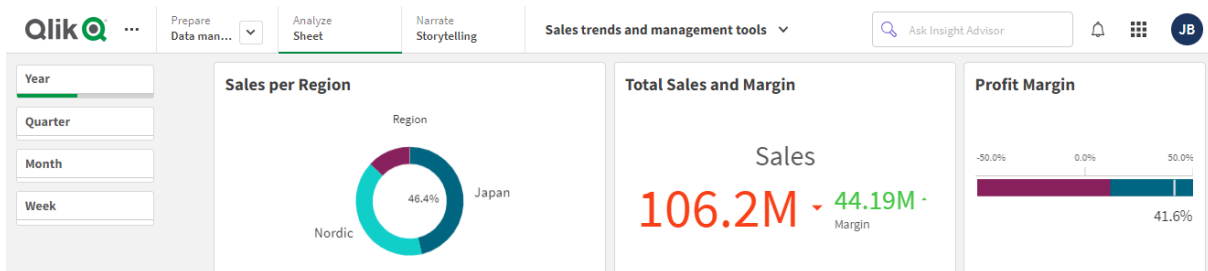 Qlik
Prepare
Data man...
Analyze
Sheet
Narrate
Storytelling
Sales trends and management tools
Ask Insight Advisor
JB
Year
Quarter
Month
Week
Sales per Region
Region
46.4%
Japan
Nordic
Total Sales and Margin
Sales
106.2M
44.19M
Margin
Profit Margin
-50.0% 0.0% 50.0%
41.6%